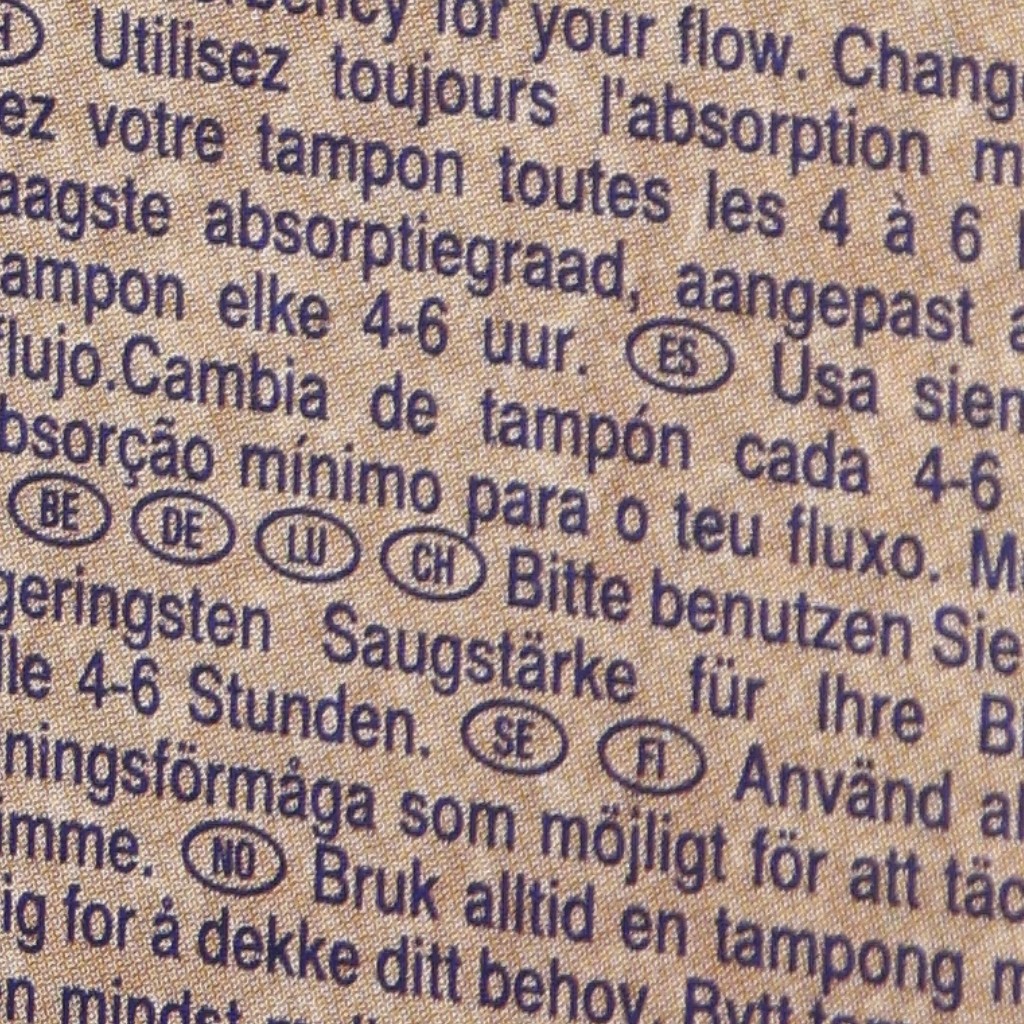 for your flow. Chang
Utilisez toujours l'absorption m
ez votre tampon toutes les 4 à 6
aagste absorptiegraad, aangepast a
ampon elke 4-6 uur. ES Usa sien
flujo.Cambia de tampón cada 4-6
bsorção mínimo para o teu fluxo. M
BE DE LU CH Bitte benutzen Sie
geringsten Saugstärke für Ihre B
lle 4-6 Stunden. SE FI Använd al
ningsförmåga som möjligt för att täc
imme. NO Bruk alltid en tampong m
ig for å dekke ditt behov. Bytt
n mindst